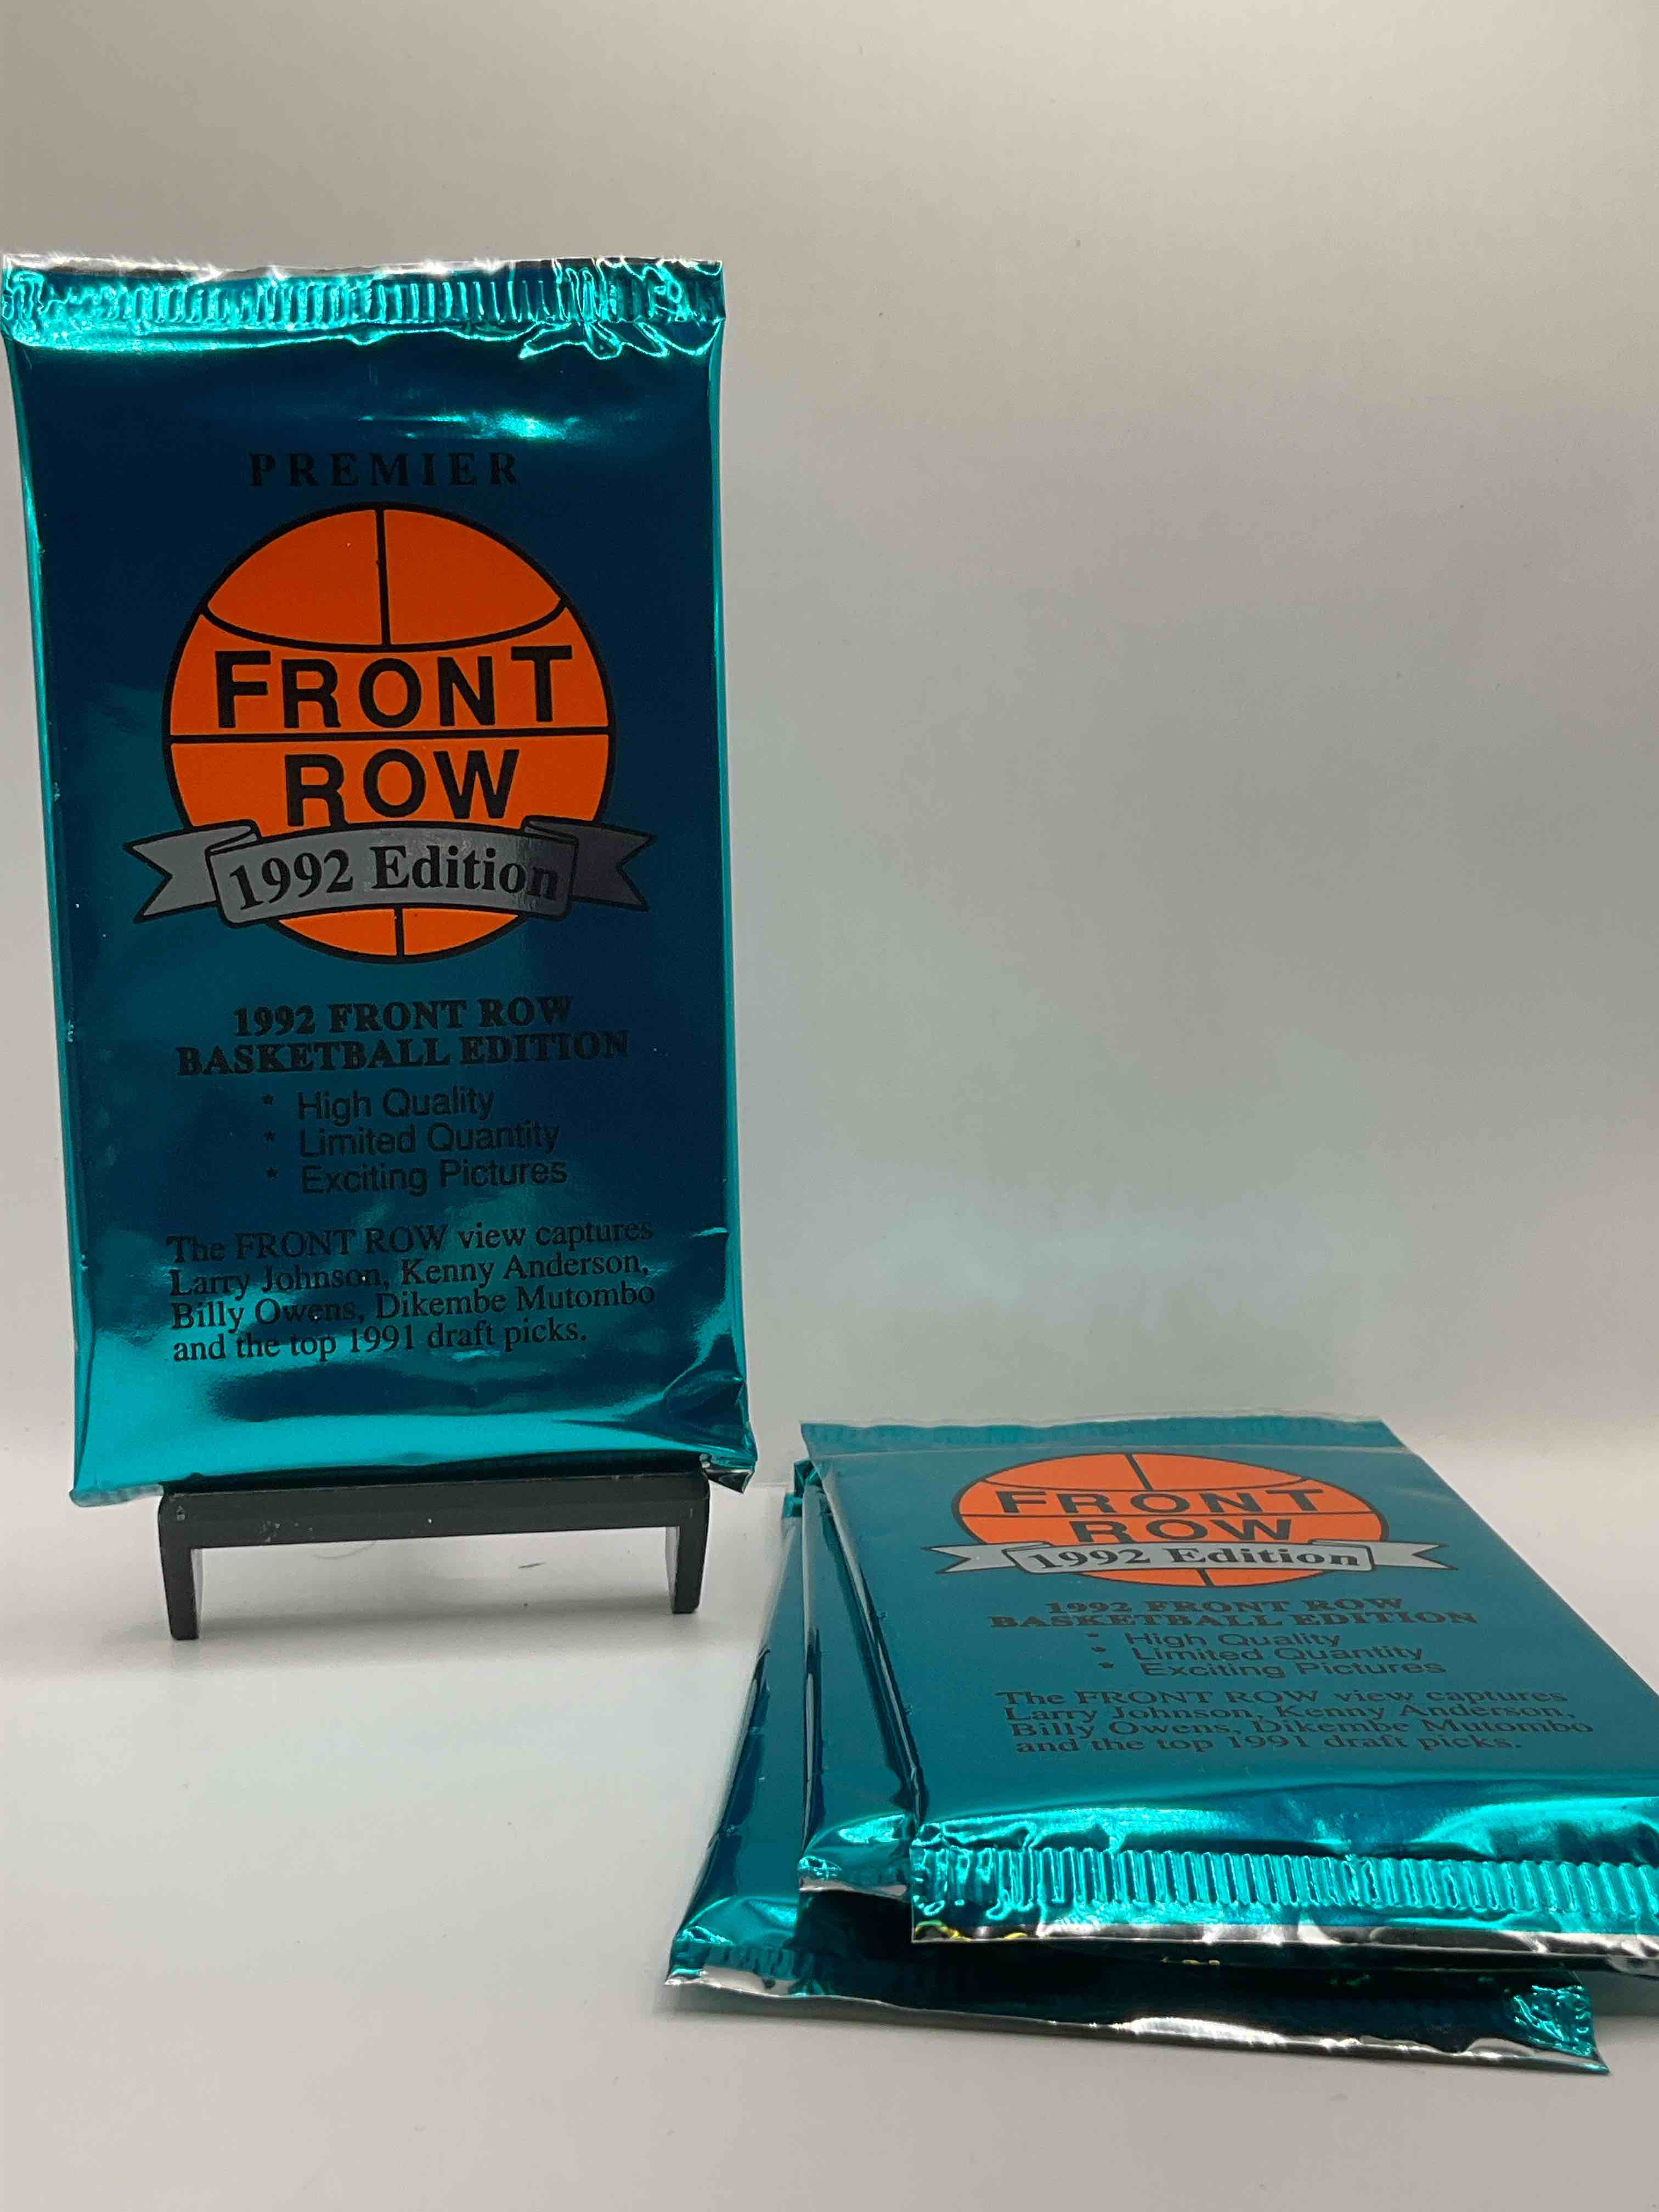 PREMIER
FRONT
ROW
1992 Edition
1992 FRONT ROW
BASKETBALL EDITION
* High Quality
* Limited Quantity
* Exciting Pictures
The FRONT ROW view captures
Larry Johnson, Kenny Anderson,
Billy Owens, Dikembe Mutombo
and the top 1991 draft picks.
FRONT
ROW
1992 Edition
1992 FRONT ROW
BASKETBALL EDITION
* High Quality
* Limited Quantity
* Exciting Pictures
The FRONT ROW view captures
Larry Johnson, Kenny Anderson,
Billy Owens, Dikembe Mutombo
and the top 1991 draft picks.